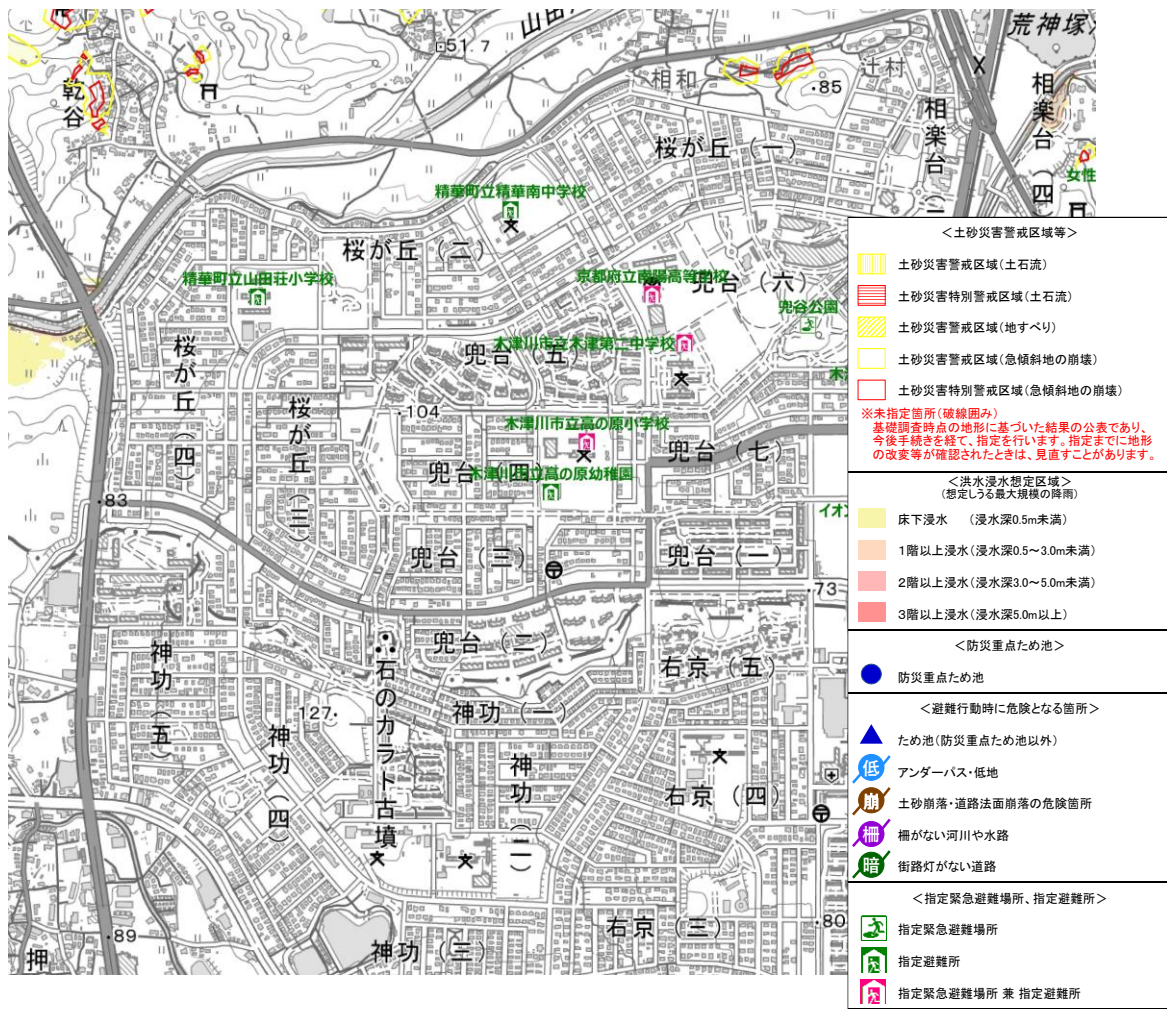 荒神塚
山田
51.7
乾谷
相和
辻村
85
相楽台
相楽台(四)
桜が丘(一)
女性
精華町立精華南中学校
桜が丘(二)
京都府立南陽高等学校
兜台(六)
精華町立山田荘小学校
兜谷公園
木津川市立木津第二中学校
兜台(五)
桜が丘(四)
桜が丘(三)
104
木津川市立高の原小学校
兜台(四)
兜台(七)
木津川市立高の原幼稚園
83
イオン
兜台(三)
兜台(一)
73
兜台(二)
右京(五)
神功(五)
石のカラト古墳
神功(一)
127
神功(四)
神功(二)
右京(四)
右京(三)
80
89
神功(三)
押
<土砂災害警戒区域等>
土砂災害警戒区域(土石流)
土砂災害特別警戒区域(土石流)
土砂災害警戒区域(地すべり)
土砂災害警戒区域(急傾斜地の崩壊)
土砂災害特別警戒区域(急傾斜地の崩壊)
※未指定箇所(破線囲み)
基礎調査時点の地形に基づいた結果の公表であり、
今後手続きを経て、指定を行います。指定までに地形
の改変等が確認されたときは、見直すことがあります。
<洪水浸水想定区域>
(想定しうる最大規模の降雨)
床下浸水 (浸水深0.5m未満)
1階以上浸水(浸水深0.5~3.0m未満)
2階以上浸水(浸水深3.0~5.0m未満)
3階以上浸水(浸水深5.0m以上)
<防災重点ため池>
防災重点ため池
<避難行動時に危険となる箇所>
ため池(防災重点ため池以外)
低 アンダーパス・低地
崩 土砂崩落・道路法面崩落の危険箇所
柵 柵がない河川や水路
暗 街路灯がない道路
<指定緊急避難場所、指定避難所>
指定緊急避難場所
指定避難所
指定緊急避難場所 兼 指定避難所